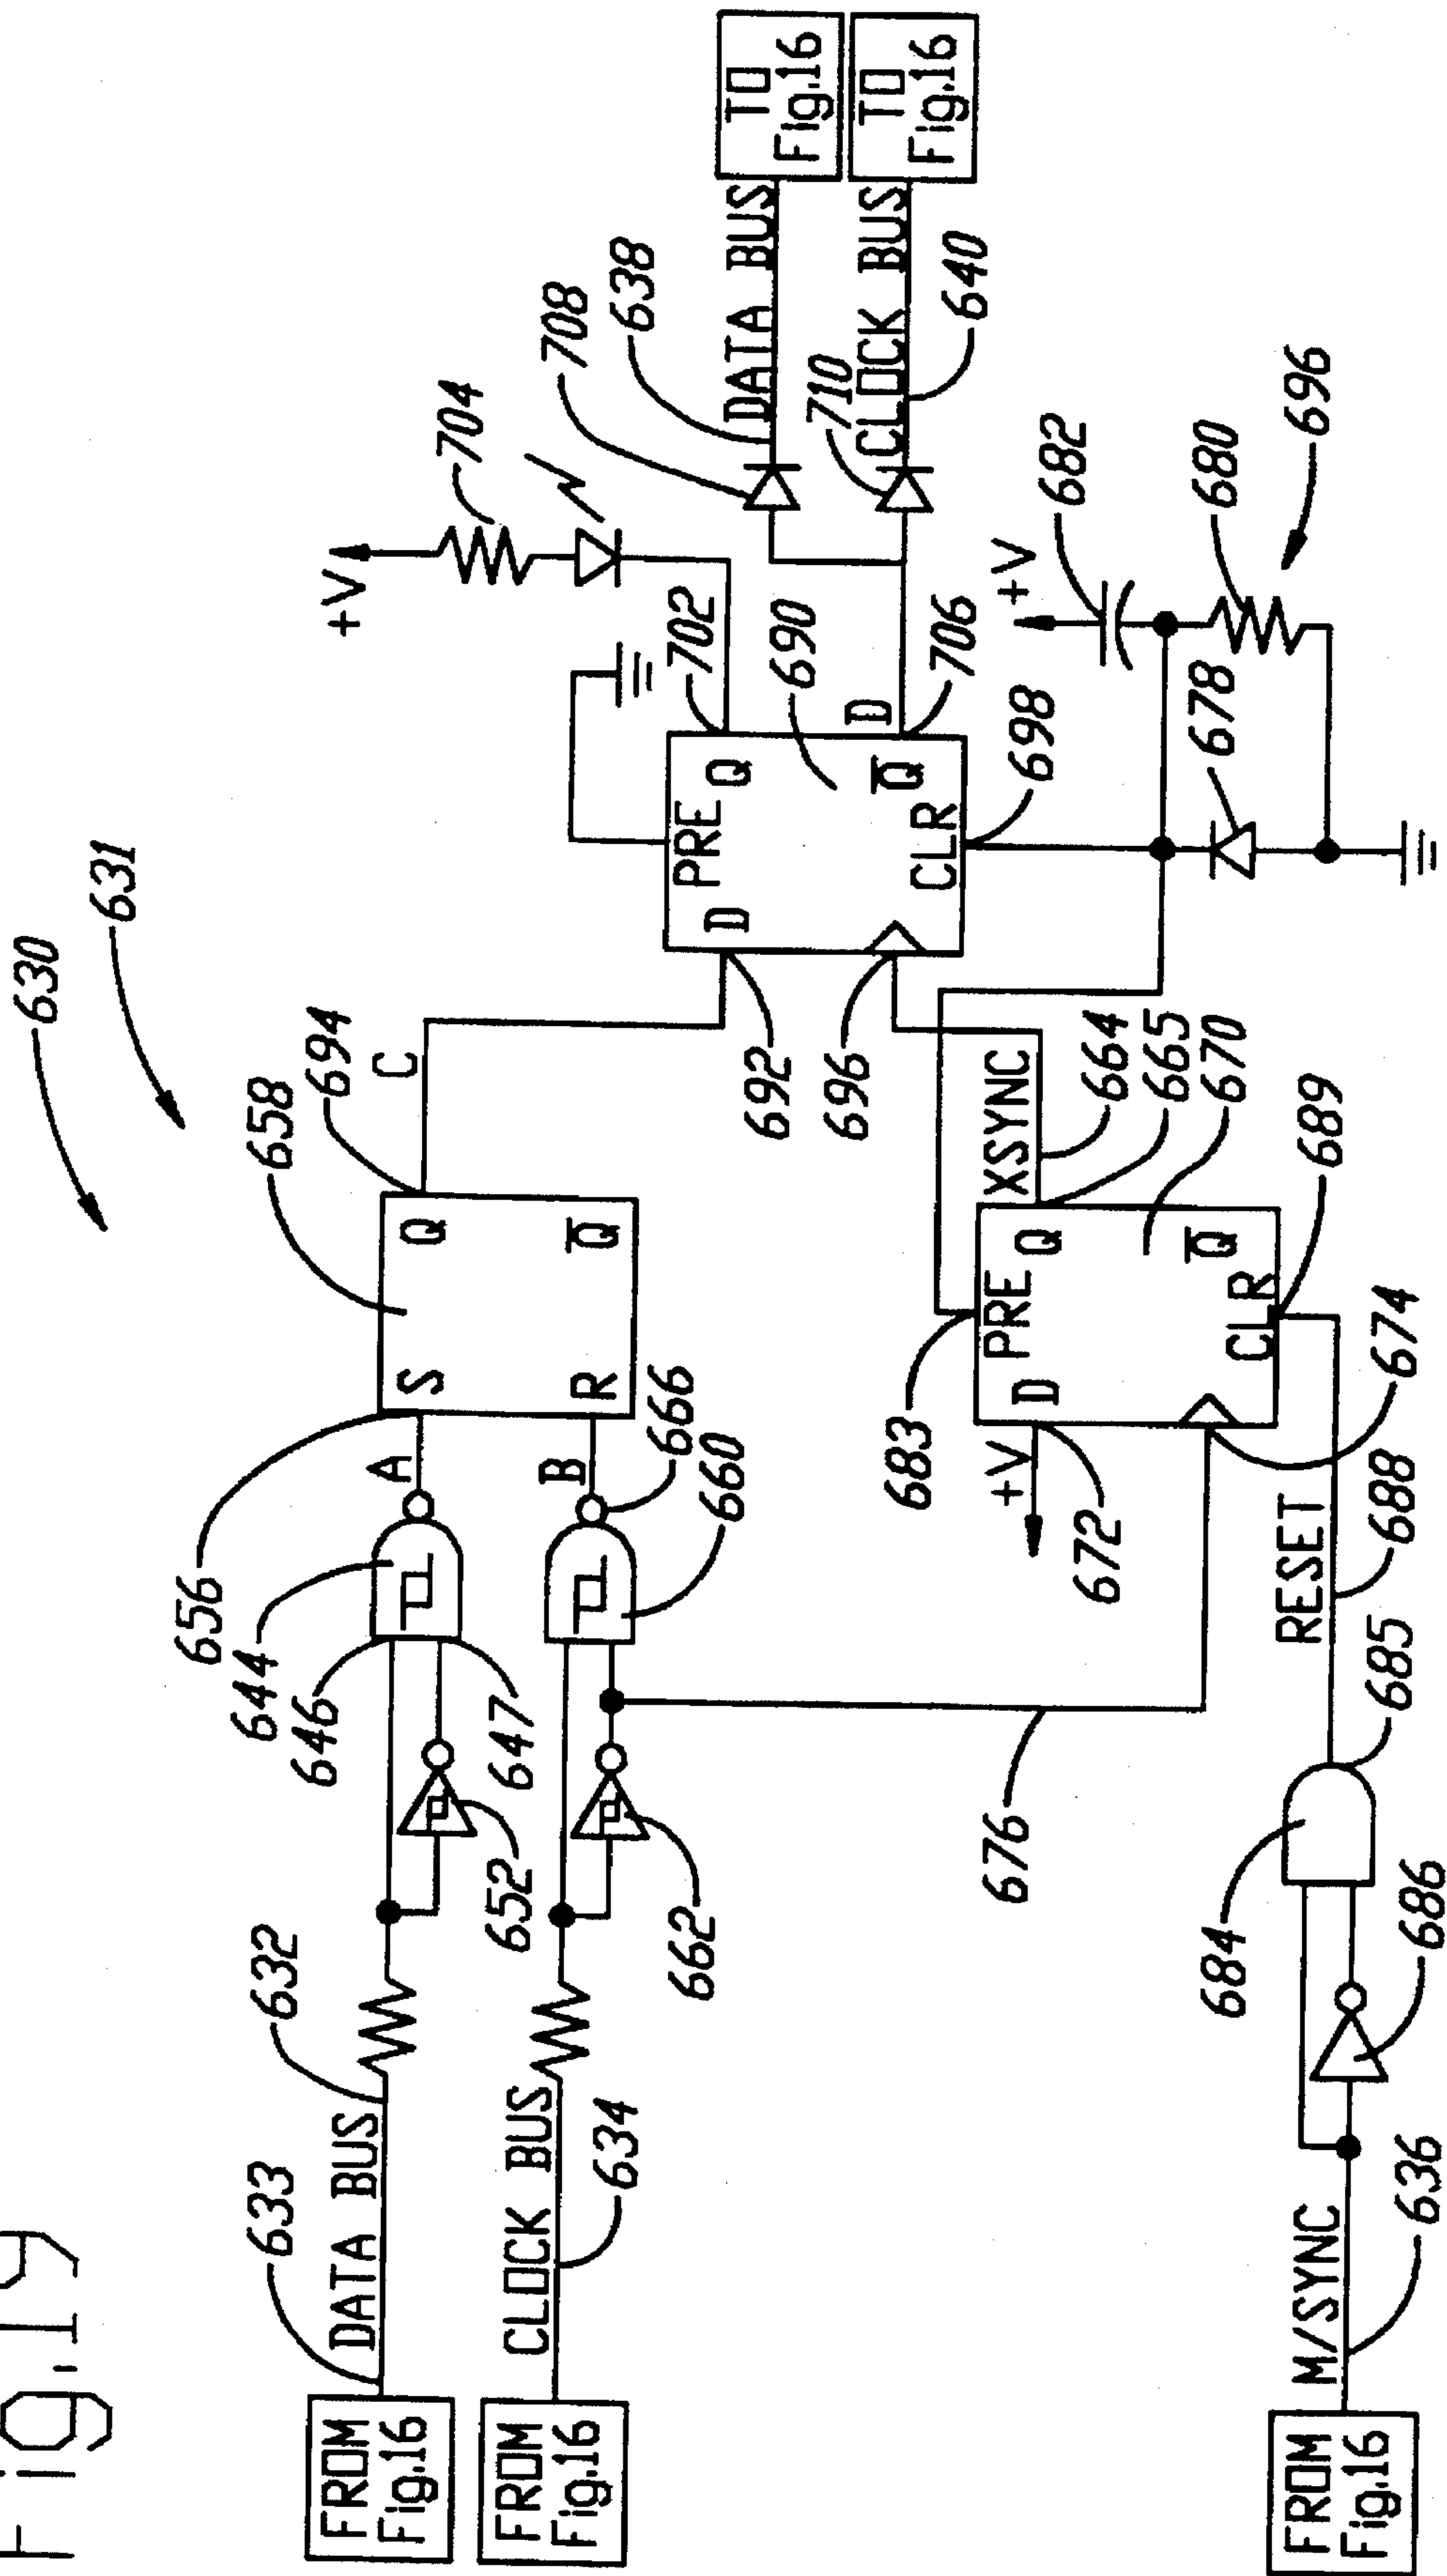 Fig.19
630
631
FROM
Fig.16
633
DATA BUS
632
646
644
647
652
656
A
S
Q
R
Q
658
694
C
FROM
Fig.16
CLOCK BUS
634
662
B
666
660
676
+V
704
702
PRE
D
Q
Q
CLR
690
692
696
698
D
706
708
638
DATA BUS
TO
Fig.16
710
CLOCK BUS
640
TO
Fig.16
+V
682
680
678
696
683
+V
672
PRE
D
Q
Q
CLR
XSYNC
664
665
670
689
674
FROM
Fig.16
M/SYNC
636
684
686
685
RESET
688